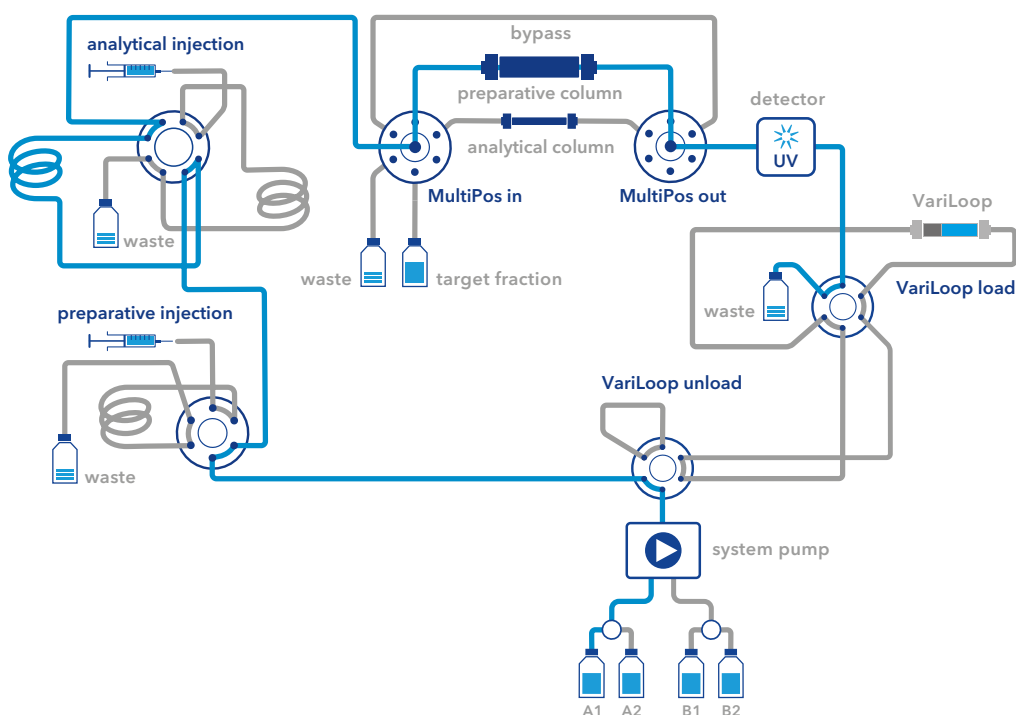 bypass
analytical injection
preparative column
detector
analytical column
UV
MultiPos in
MultiPos out
VariLoop
waste
waste
target fraction
VariLoop load
waste
preparative injection
VariLoop unload
waste
system pump
A1
A2
B1
B2